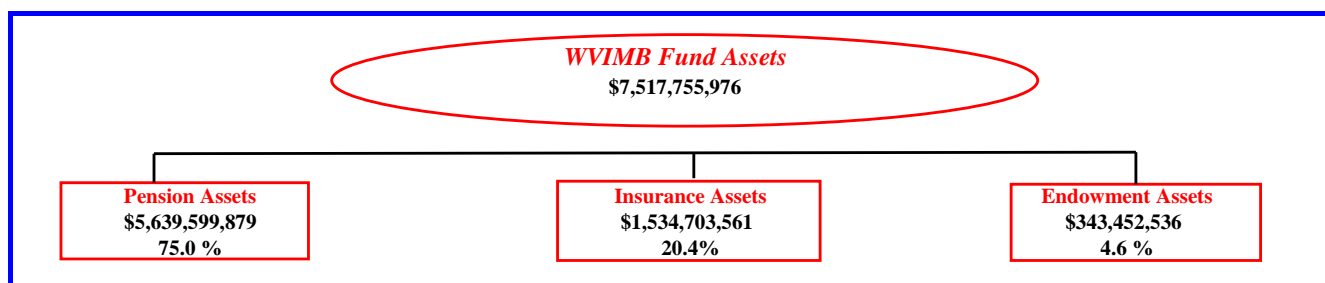 WVIMB Fund Assets
$7,517,755,976
Pension Assets
$5,639,599,879
75.0 %
Insurance Assets
$1,534,703,561
20.4%
Endowment Assets
$343,452,536
4.6 %